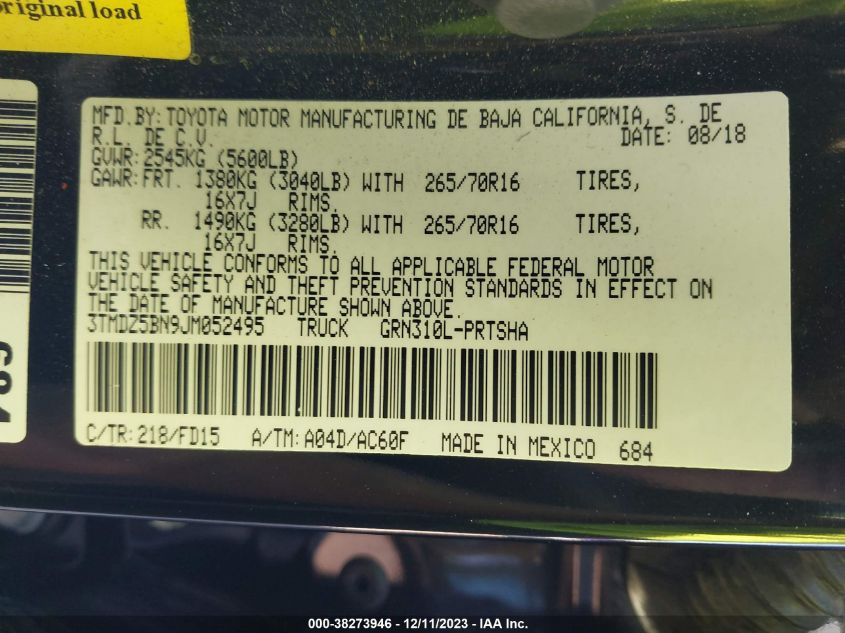 original load
MFD.BY: TOYOTA MOTOR MANUFACTURING DE BAJA CALIFORNIA, S. DE
R.L. DE C.V. DATE: 08/18
GVWR: 2545KG (5600LB)
GAWR: FRT. 1380KG (3040LB) WITH 265/70R16 TIRES,
16X7J RIMS.
RR. 1490KG (3280LB) WITH 265/70R16 TIRES,
16X7J RIMS.
THIS VEHICLE CONFORMS TO ALL APPLICABLE FEDERAL MOTOR
VEHICLE SAFETY AND THEFT PREVENTION STANDARDS IN EFFECT ON
THE DATE OF MANUFACTURE SHOWN ABOVE.
3TMDZ5BN9JM052495 TRUCK GRN310L-PRTSHA
C/TR: 218/FD15 A/TM: A04D/AC60F MADE IN MEXICO 684
684
000-38273946 - 12/11/2023 - IAA Inc.